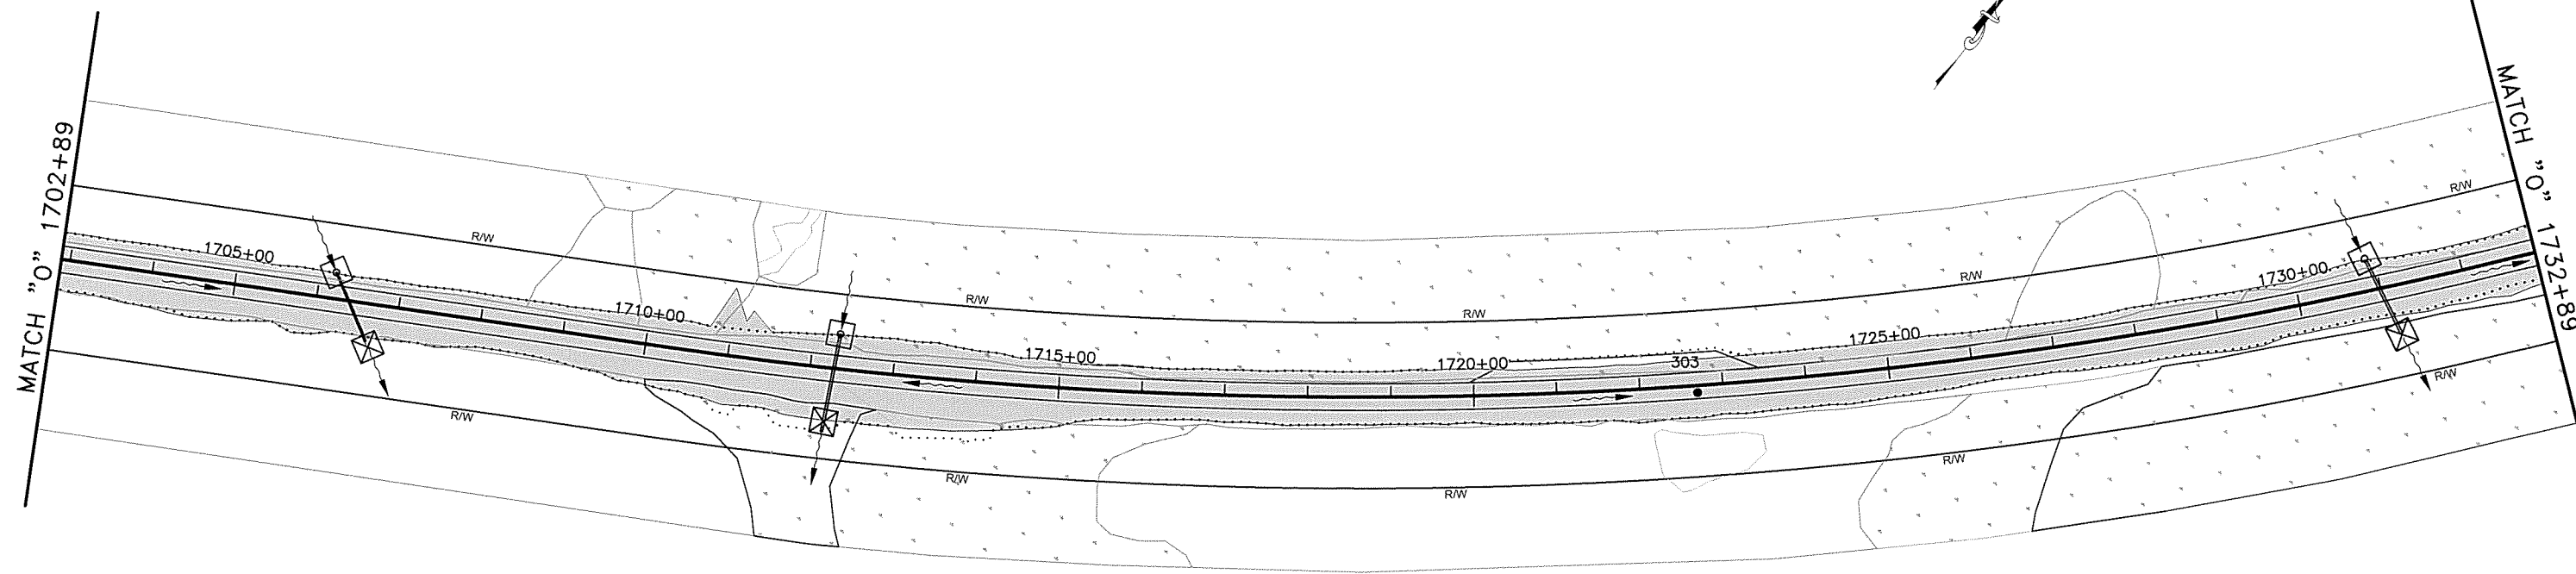 MATCH "O" 1702+89
1705+00
R/W
R/W
1710+00
R/W
1715+00
R/W
1720+00
R/W
303
1725+00
R/W
1730+00
R/W
R/W
R/W
R/W
R/W
MATCH "O" 1732+89